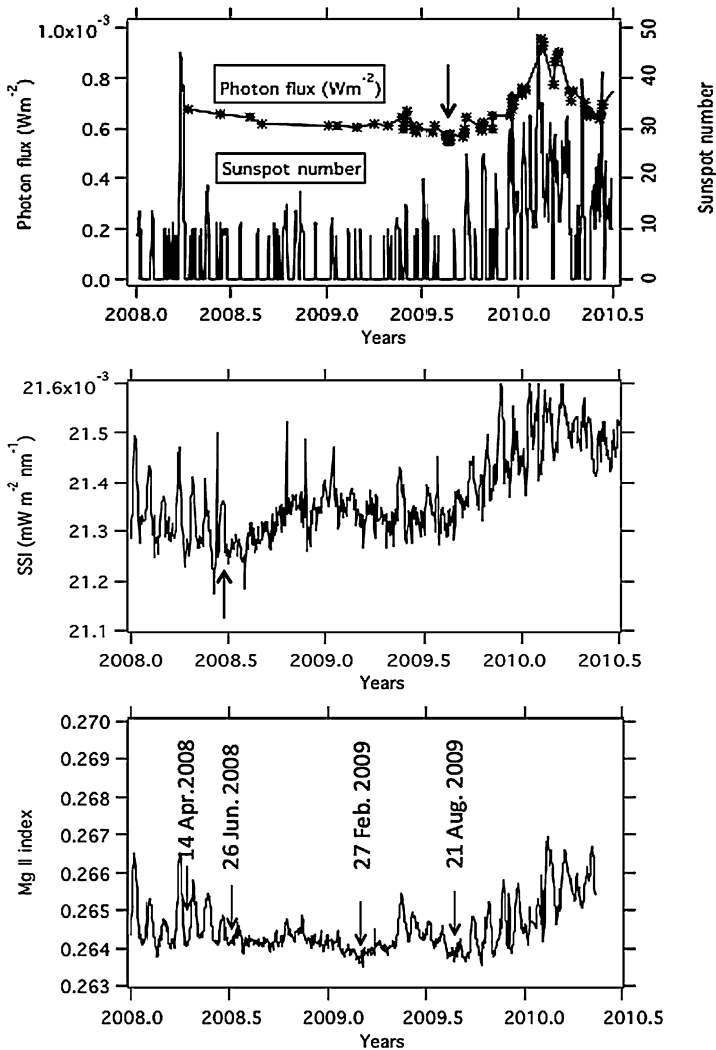 1.0x10⁻³
50
0.8
40
Photon flux (Wm⁻²)
0.6
30
0.4
20
Sunspot number
0.2
10
0.0
0
2008.0 2008.5 2009.0 2009.5 2010.0 2010.5
Years
Photon flux (Wm⁻²)
Sunspot number
21.6x10⁻³
21.5
21.4
21.3
21.2
21.1
SSI (mW m⁻² nm⁻¹)
2008.0 2008.5 2009.0 2009.5 2010.0 2010.5
Years
0.270
0.269
0.268
0.267
0.266
0.265
0.264
0.263
Mg II index
14 Apr.2008
26 Jun. 2008
27 Feb. 2009
21 Aug. 2009
2008.0 2008.5 2009.0 2009.5 2010.0 2010.5
Years